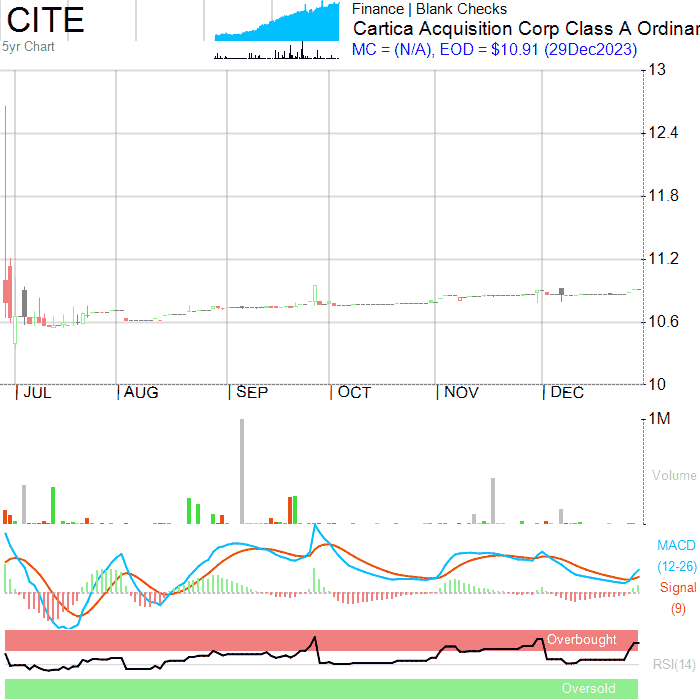 CITE
5yr Chart
Finance | Blank Checks
Cartica Acquisition Corp Class A Ordinar
MC = (N/A), EOD = $10.91 (29Dec2023)
13
12.4
11.8
11.2
10.6
10
JUL AUG SEP OCT NOV DEC
1M
Volume
MACD
(12-26)
Signal
(9)
Overbought
RSI(14)
Oversold